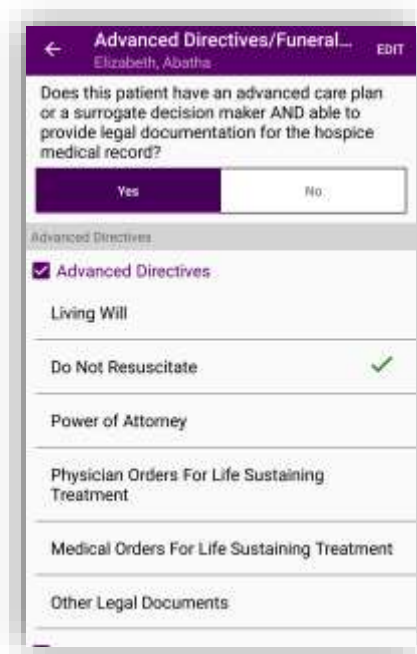 Advanced Directives/Funeral...
EDIT
Elizabeth, Abatha
Does this patient have an advanced care plan
or a surrogate decision maker AND able to
provide legal documentation for the hospice
medical record?
Yes
No
Advanced Directives
Advanced Directives
Living Will
Do Not Resuscitate
Power of Attorney
Physician Orders For Life Sustaining
Treatment
Medical Orders For Life Sustaining Treatment
Other Legal Documents